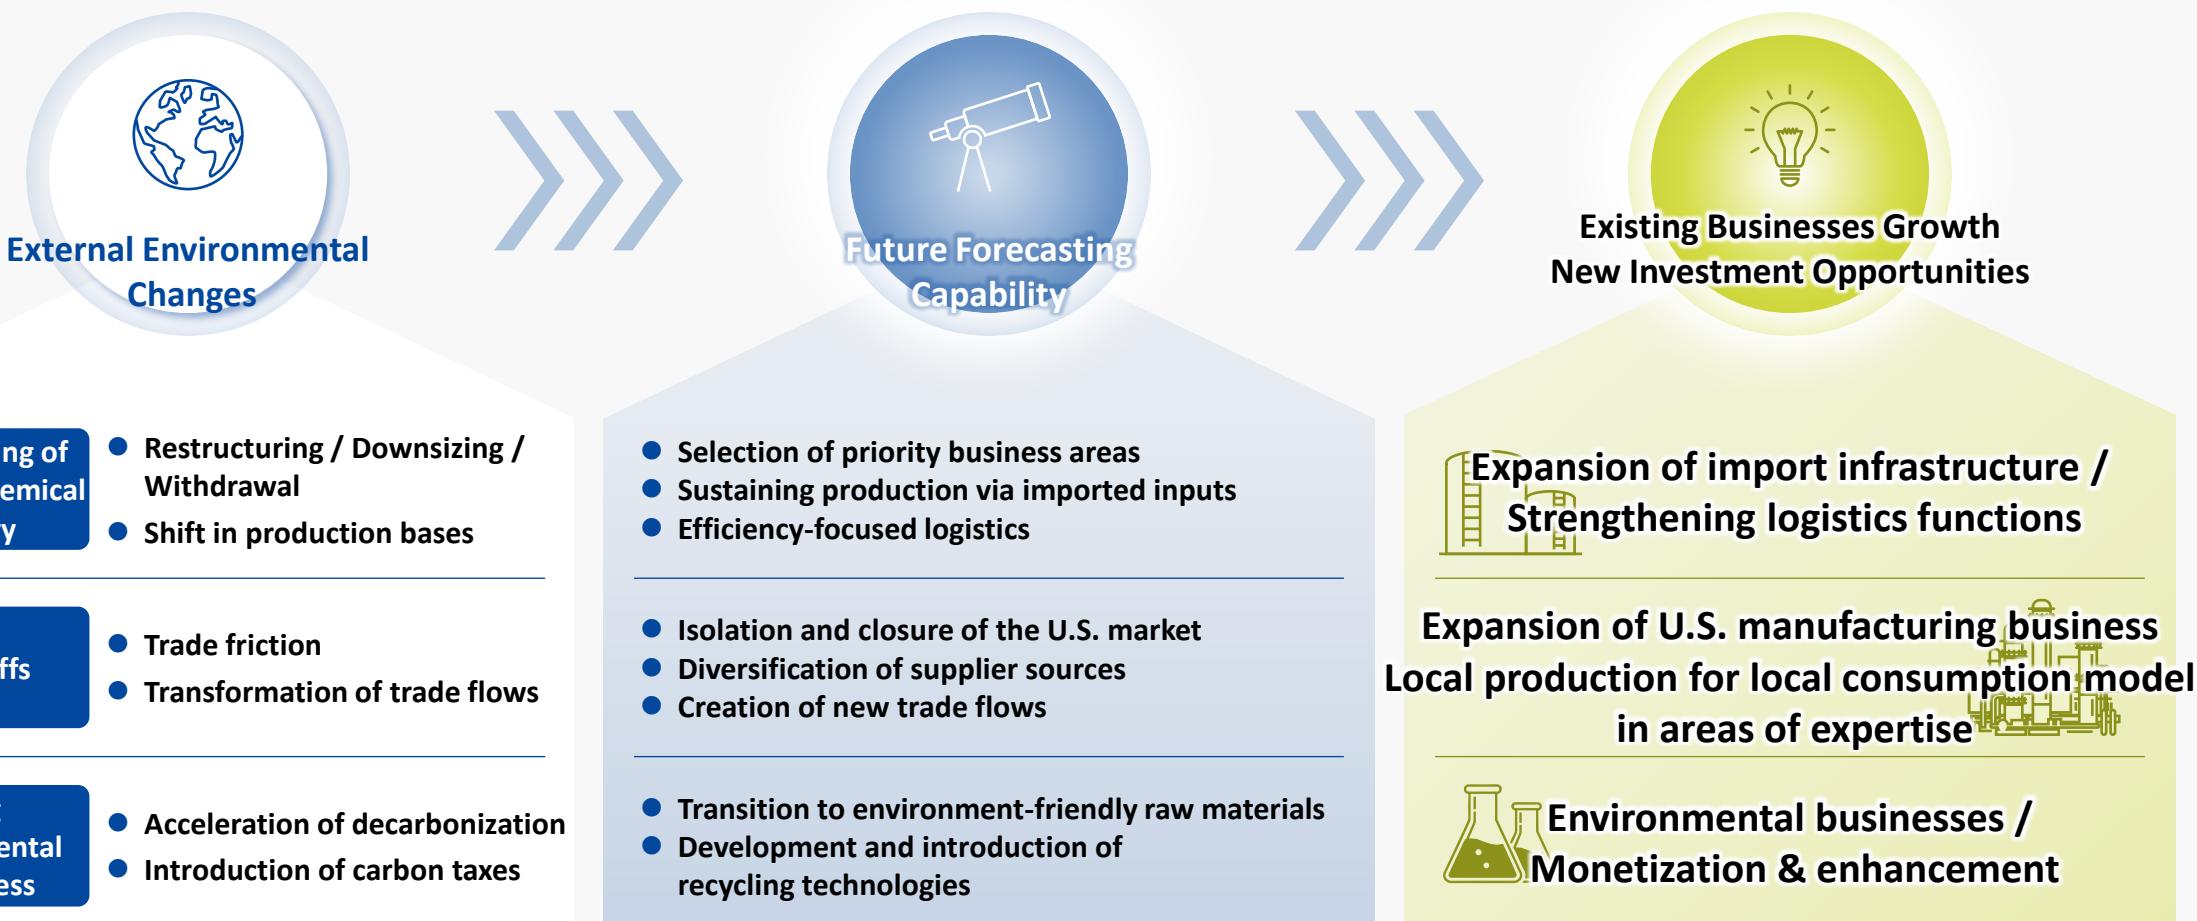 External Environmental
Changes
Future Forecasting
Capability
Existing Businesses Growth
New Investment Opportunities
ng of
emical
y
Restructuring / Downsizing /
Withdrawal
Shift in production bases
Selection of priority business areas
Sustaining production via imported inputs
Efficiency-focused logistics
Expansion of import infrastructure /
Strengthening logistics functions
ffs
Trade friction
Transformation of trade flows
Isolation and closure of the U.S. market
Diversification of supplier sources
Creation of new trade flows
Expansion of U.S. manufacturing business
Local production for local consumption model
in areas of expertise
ental
ess
Acceleration of decarbonization
Introduction of carbon taxes
Transition to environment-friendly raw materials
Development and introduction of
recycling technologies
Environmental businesses /
Monetization & enhancement